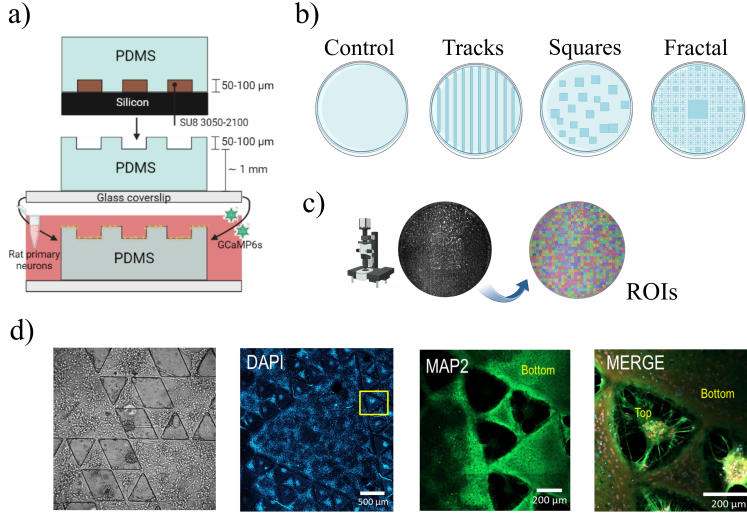 a)
PDMS
50-100 µm
Silicon
SU8 3050-2100
50-100 µm
PDMS
~ 1 mm
Glass coverslip
Rat primary
neurons
GCaMP6s
PDMS
b)
Control
Tracks
Squares
Fractal
c)
ROIs
d)
DAPI
500 µm
MAP2
Bottom
200 µm
MERGE
Bottom
Top
200 µm